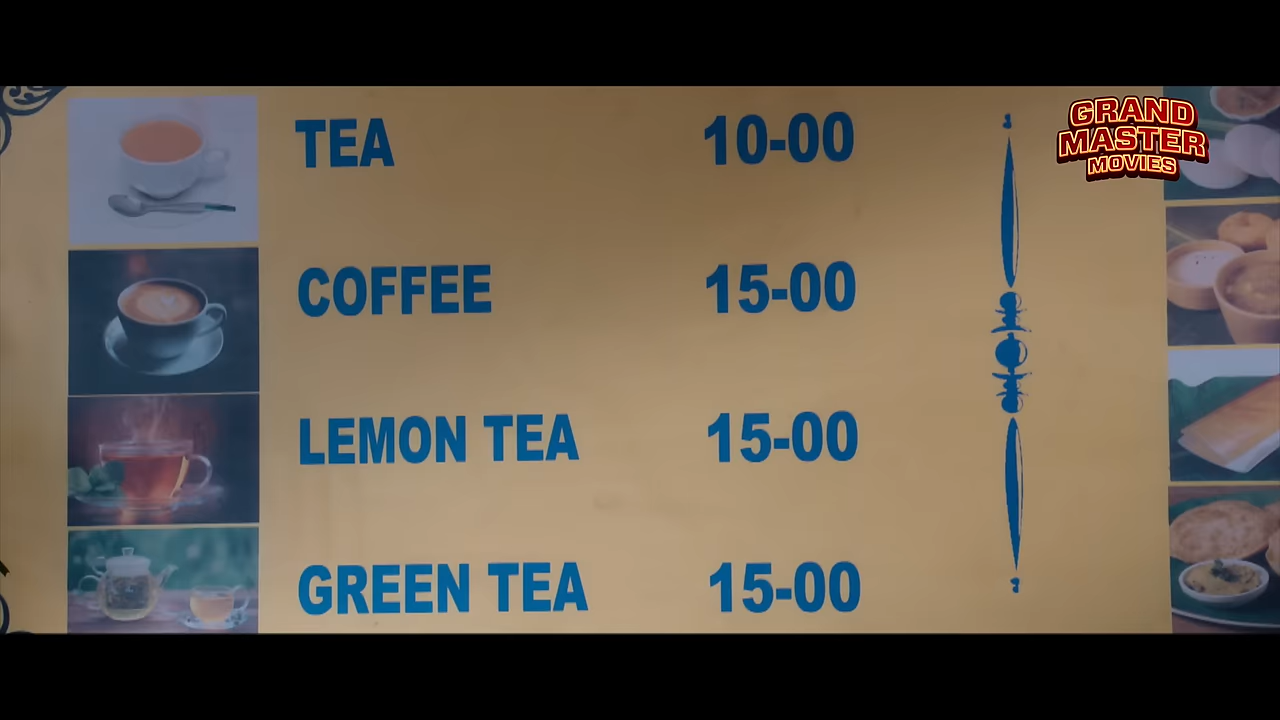 TEA 10-00
COFFEE 15-00
LEMON TEA 15-00
GREEN TEA 15-00
GRAND
MASTER
MOVIES